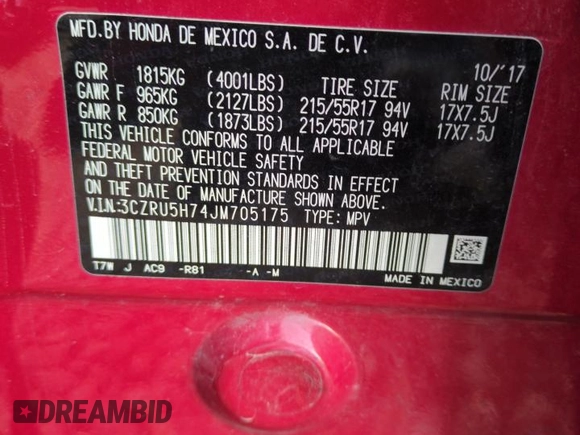 MFD.BY HONDA DE MEXICO S.A. DE C.V.
10/'17
GVWR 1815KG (4001LBS) TIRE SIZE RIM SIZE
GAWR F 965KG (2127LBS) 215/55R17 94V 17X7.5J
GAWR R 850KG (1873LBS) 215/55R17 94V 17X7.5J
THIS VEHICLE CONFORMS TO ALL APPLICABLE
FEDERAL MOTOR VEHICLE SAFETY
AND THEFT PREVENTION STANDARDS IN EFFECT
ON THE DATE OF MANUFACTURE SHOWN ABOVE.
V.I.N:3CZRU5H74JM705175 TYPE: MPV
T7W J AC9 -R81 -A -M
MADE IN MEXICO
DREAMBID